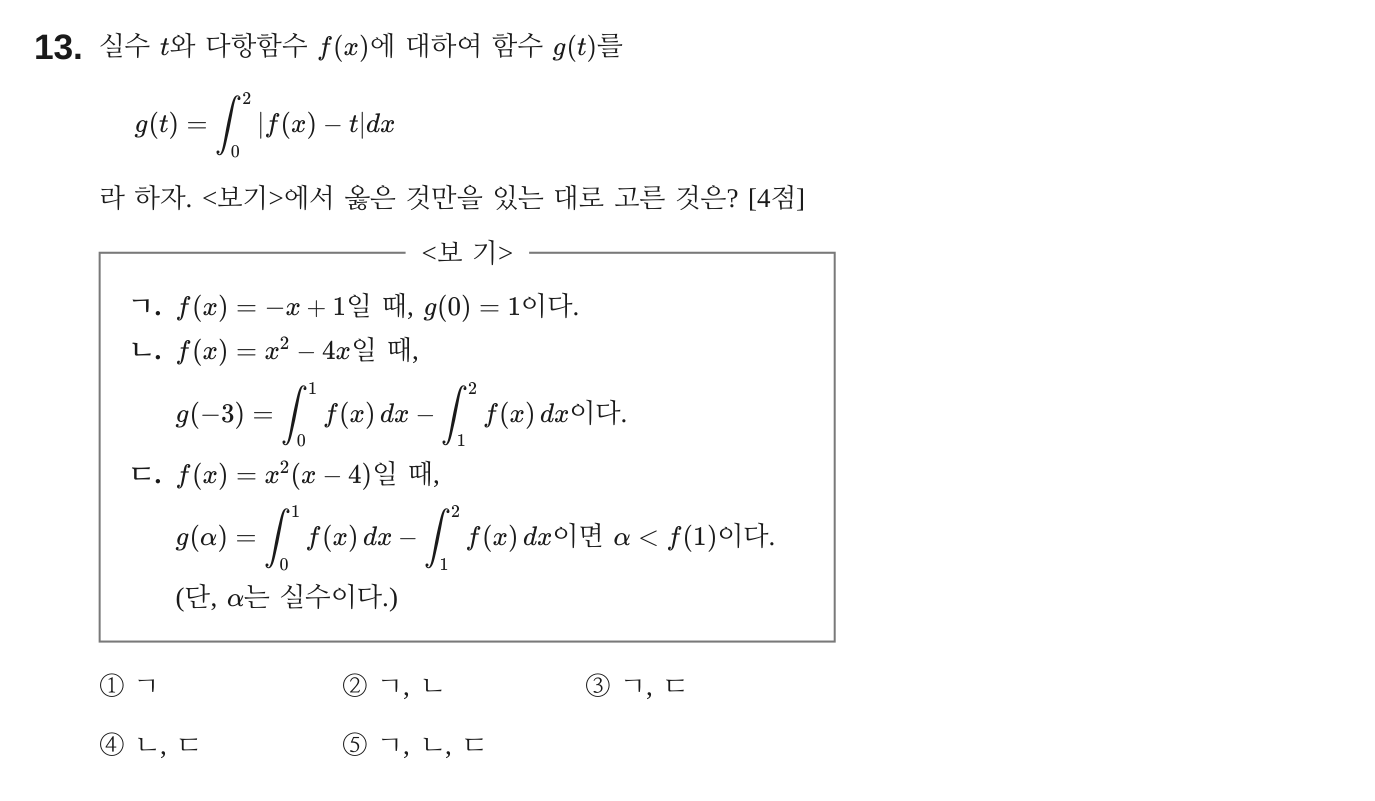 13. 실수 t와 다항함수 f(x)에 대하여 함수 g(t)를
g(t) = ∫₀² |f(x) − t|dx
라 하자. <보기>에서 옳은 것만을 있는 대로 고른 것은? [4점]
<보 기>
ㄱ. f(x) = −x + 1일 때, g(0) = 1이다.
ㄴ. f(x) = x² − 4x일 때,
g(−3) = ∫₀¹ f(x) dx − ∫₁² f(x) dx이다.
ㄷ. f(x) = x²(x − 4)일 때,
g(α) = ∫₀¹ f(x) dx − ∫₁² f(x) dx이면 α < f(1)이다.
(단, α는 실수이다.)
① ㄱ ② ㄱ, ㄴ ③ ㄱ, ㄷ
④ ㄴ, ㄷ ⑤ ㄱ, ㄴ, ㄷ